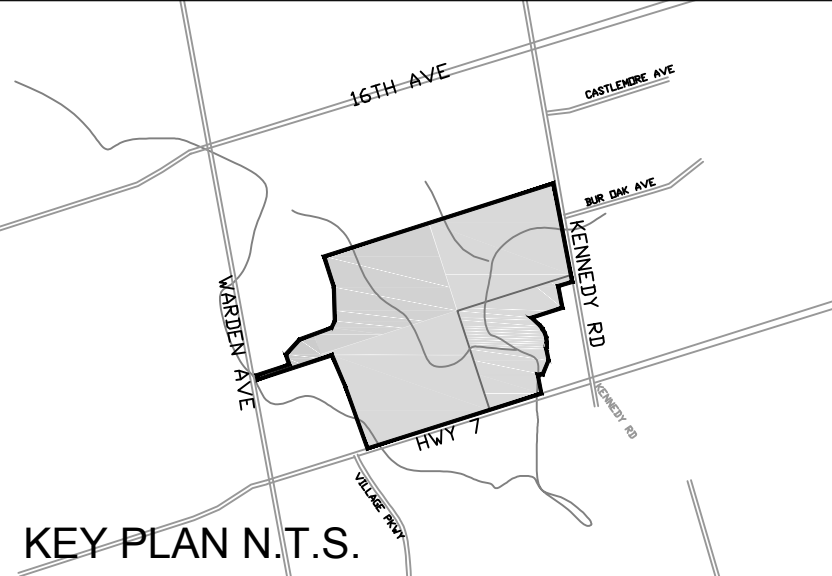 16TH AVE
CASTLEMORE AVE
BUR OAK AVE
KENNEDY RD
WARDEN AVE
KENNEDY RD
HWY 7
VILLAGE PKWY
KEY PLAN N.T.S.